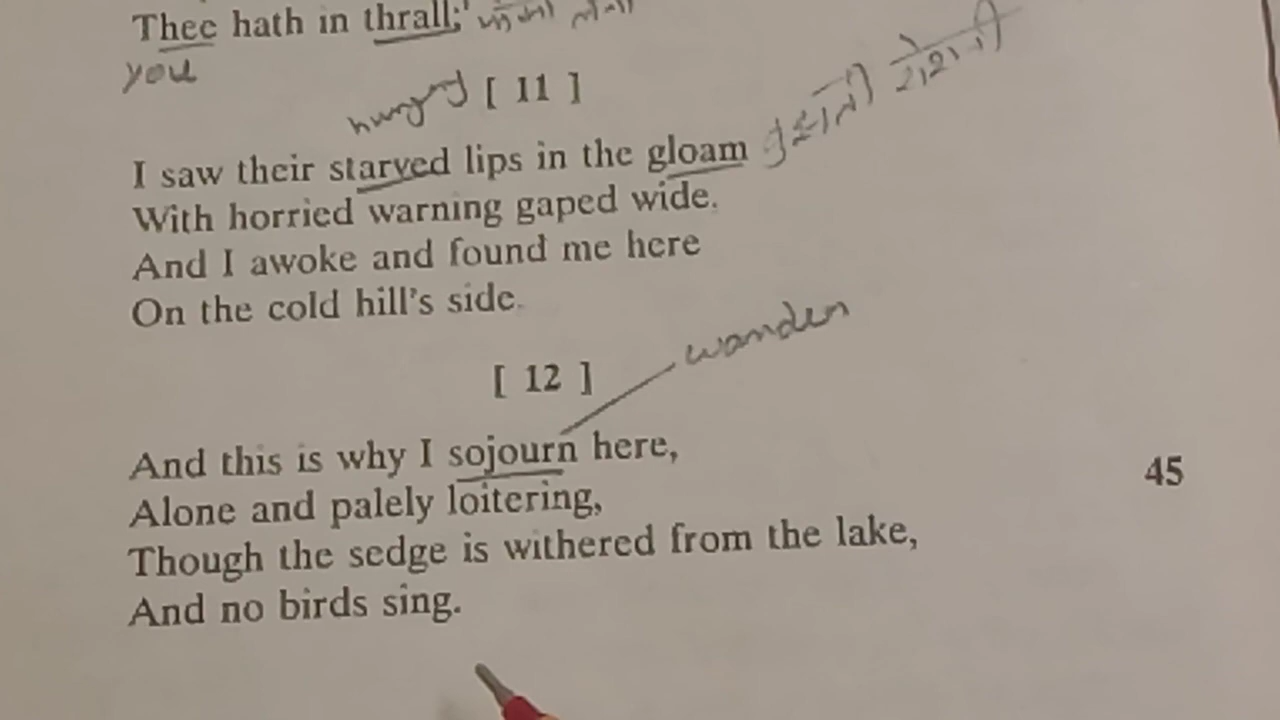 Thee hath in thrall;'
you
hungry [ 11 ]
I saw their starved lips in the gloam
With horried warning gaped wide.
And I awoke and found me here
On the cold hill's side.
wander
[ 12 ]
And this is why I sojourn here,
45
Alone and palely loitering,
Though the sedge is withered from the lake,
And no birds sing.